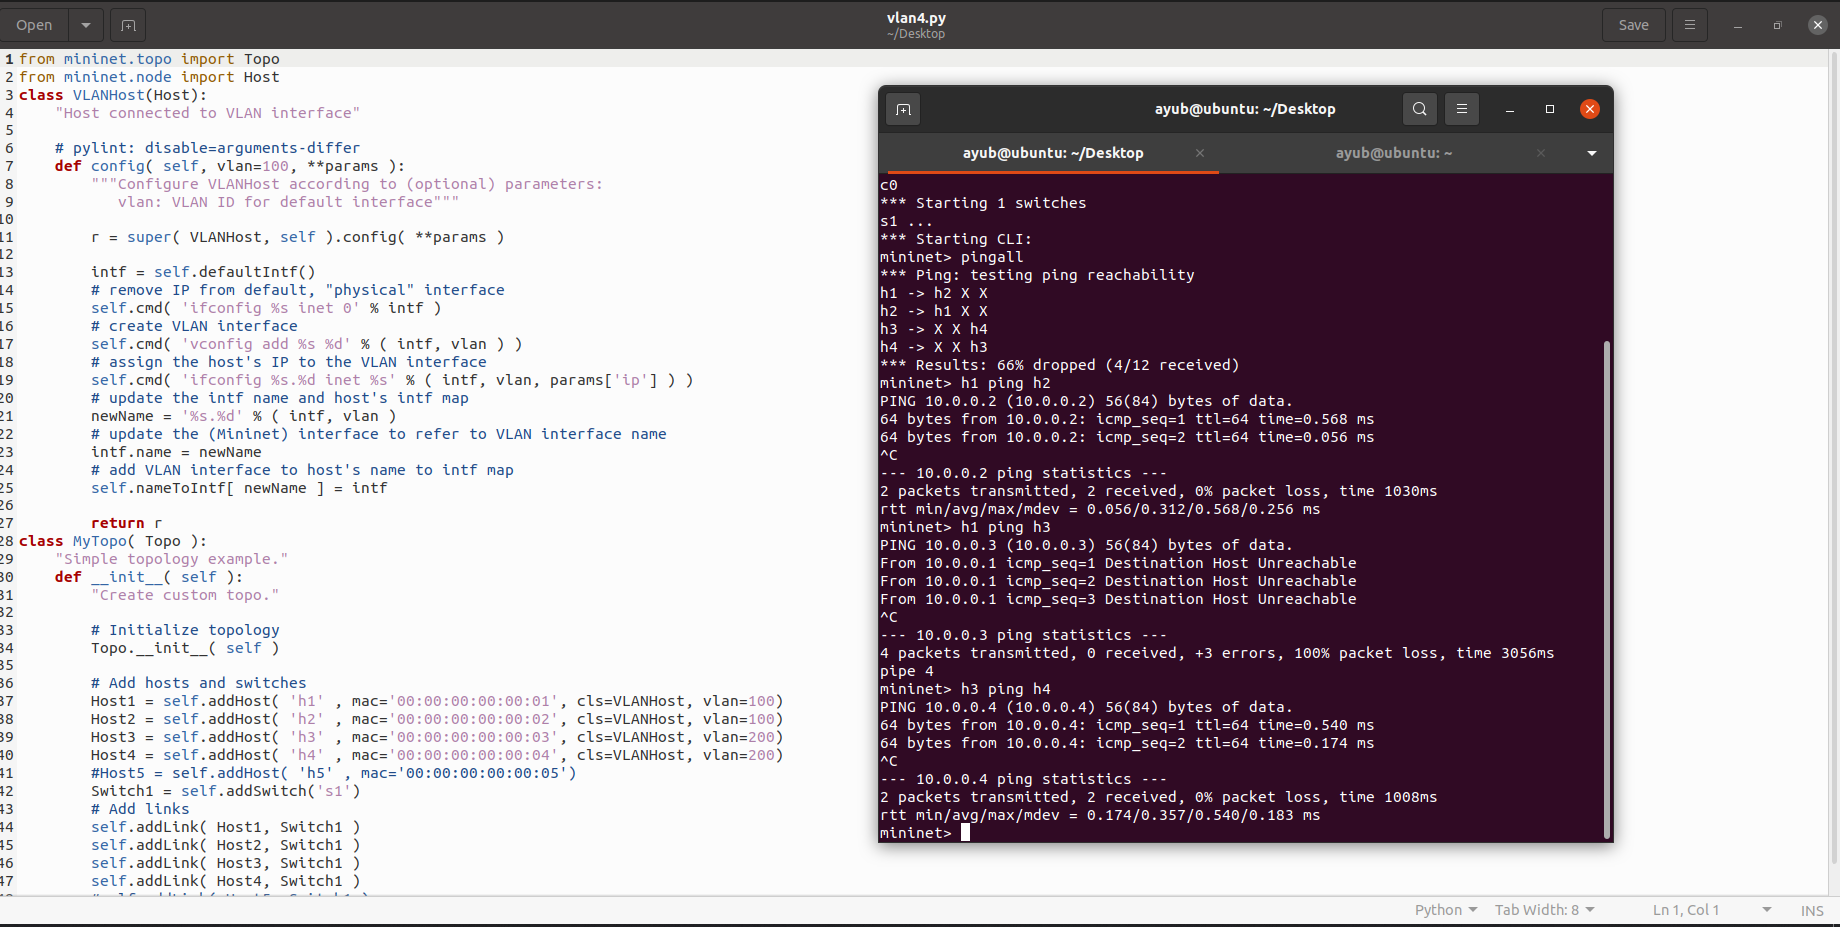 Open
vlan4.py
~/Desktop
Save
1 from mininet.topo import Topo
2 from mininet.node import Host
3 class VLANHost(Host):
4     "Host connected to VLAN interface"
5
6     # pylint: disable=arguments-differ
7     def config( self, vlan=100, **params ):
8         """Configure VLANHost according to (optional) parameters:
9            vlan: VLAN ID for default interface"""
10
11         r = super( VLANHost, self ).config( **params )
12
13         intf = self.defaultIntf()
14         # remove IP from default, "physical" interface
15         self.cmd( 'ifconfig %s inet 0' % intf )
16         # create VLAN interface
17         self.cmd( 'vconfig add %s %d' % ( intf, vlan ) )
18         # assign the host's IP to the VLAN interface
19         self.cmd( 'ifconfig %s.%d inet %s' % ( intf, vlan, params['ip'] ) )
20         # update the intf name and host's intf map
21         newName = '%s.%d' % ( intf, vlan )
22         # update the (Mininet) interface to refer to VLAN interface name
23         intf.name = newName
24         # add VLAN interface to host's name to intf map
25         self.nameToIntf[ newName ] = intf
26
27         return r
28 class MyTopo( Topo ):
29     "Simple topology example."
30     def __init__( self ):
31         "Create custom topo."
32
33         # Initialize topology
34         Topo.__init__( self )
35
36         # Add hosts and switches
37         Host1 = self.addHost( 'h1' , mac='00:00:00:00:00:01', cls=VLANHost, vlan=100)
38         Host2 = self.addHost( 'h2' , mac='00:00:00:00:00:02', cls=VLANHost, vlan=100)
39         Host3 = self.addHost( 'h3' , mac='00:00:00:00:00:03', cls=VLANHost, vlan=200)
40         Host4 = self.addHost( 'h4' , mac='00:00:00:00:00:04', cls=VLANHost, vlan=200)
41         #Host5 = self.addHost( 'h5' , mac='00:00:00:00:00:05')
42         Switch1 = self.addSwitch('s1')
43         # Add links
44         self.addLink( Host1, Switch1 )
45         self.addLink( Host2, Switch1 )
46         self.addLink( Host3, Switch1 )
47         self.addLink( Host4, Switch1 )
ayub@ubuntu: ~/Desktop
ayub@ubuntu: ~/Desktop
ayub@ubuntu: ~
c0
*** Starting 1 switches
s1 ...
*** Starting CLI:
mininet> pingall
*** Ping: testing ping reachability
h1 -> h2 X X
h2 -> h1 X X
h3 -> X X h4
h4 -> X X h3
*** Results: 66% dropped (4/12 received)
mininet> h1 ping h2
PING 10.0.0.2 (10.0.0.2) 56(84) bytes of data.
64 bytes from 10.0.0.2: icmp_seq=1 ttl=64 time=0.568 ms
64 bytes from 10.0.0.2: icmp_seq=2 ttl=64 time=0.056 ms
^C
--- 10.0.0.2 ping statistics ---
2 packets transmitted, 2 received, 0% packet loss, time 1030ms
rtt min/avg/max/mdev = 0.056/0.312/0.568/0.256 ms
mininet> h1 ping h3
PING 10.0.0.3 (10.0.0.3) 56(84) bytes of data.
From 10.0.0.1 icmp_seq=1 Destination Host Unreachable
From 10.0.0.1 icmp_seq=2 Destination Host Unreachable
From 10.0.0.1 icmp_seq=3 Destination Host Unreachable
^C
--- 10.0.0.3 ping statistics ---
4 packets transmitted, 0 received, +3 errors, 100% packet loss, time 3056ms
pipe 4
mininet> h3 ping h4
PING 10.0.0.4 (10.0.0.4) 56(84) bytes of data.
64 bytes from 10.0.0.4: icmp_seq=1 ttl=64 time=0.540 ms
64 bytes from 10.0.0.4: icmp_seq=2 ttl=64 time=0.174 ms
^C
--- 10.0.0.4 ping statistics ---
2 packets transmitted, 2 received, 0% packet loss, time 1008ms
rtt min/avg/max/mdev = 0.174/0.357/0.540/0.183 ms
mininet>
Python
Tab Width: 8
Ln 1, Col 1
INS